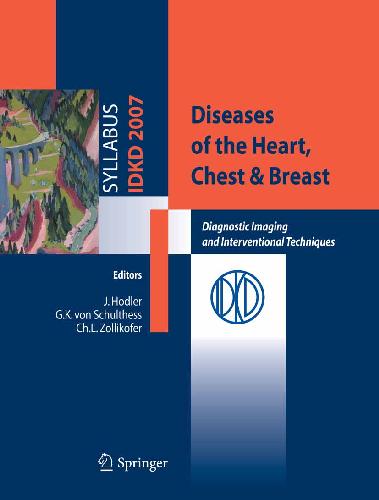 SYLLABUS
IDKD 2007
Diseases
of the Heart,
Chest & Breast
Diagnostic Imaging
and Interventional Techniques
Editors
J. Hodler
G.K. von Schulthess
Ch.L. Zollikofer
IDKD
Springer